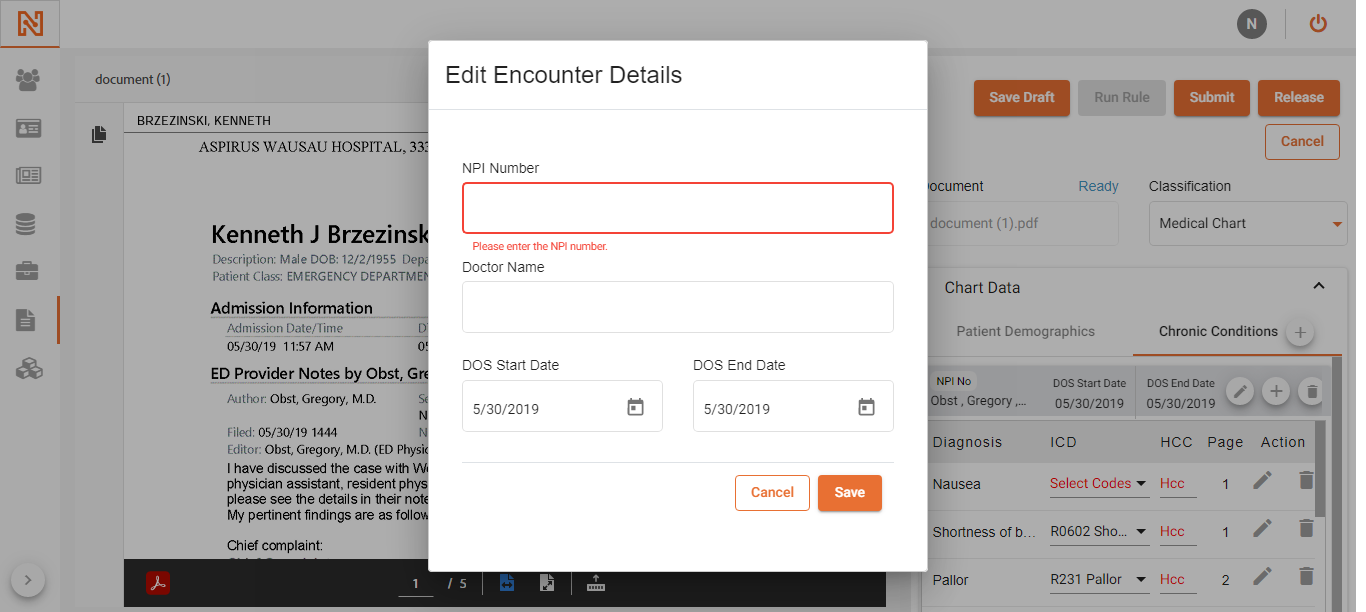 N
N
document (1)
Save Draft
Run Rule
Submit
Release
Cancel
BRZEZINSKI, KENNETH
ASPIRUS WAUSAU HOSPITAL, 333
Kenneth J Brzezinsk
Description: Male DOB: 12/2/1955 Depa
Patient Class: EMERGENCY DEPARTMEN
Admission Information
Admission Date/Time
05/30/19 11:57 AM
ED Provider Notes by Obst, Gre
Author: Obst, Gregory, M.D.
Filed: 05/30/19 1444
Editor: Obst, Gregory, M.D. (ED Physic
I have discussed the case with We
physician assistant, resident phys
please see the details in their note
My pertinent findings are as follow
Chief complaint:
1 / 5
Edit Encounter Details
NPI Number
Please enter the NPI number.
Doctor Name
DOS Start Date
DOS End Date
5/30/2019
5/30/2019
Cancel
Save
ocument
Ready
Classification
document (1).pdf
Medical Chart
Chart Data
Patient Demographics
Chronic Conditions
NPI No
DOS Start Date
DOS End Date
Obst , Gregory ,...
05/30/2019
05/30/2019
Diagnosis ICD HCC Page Action
Nausea Select Codes Hcc 1
Shortness of b... R0602 Sho... Hcc 1
Pallor R231 Pallor Hcc 2